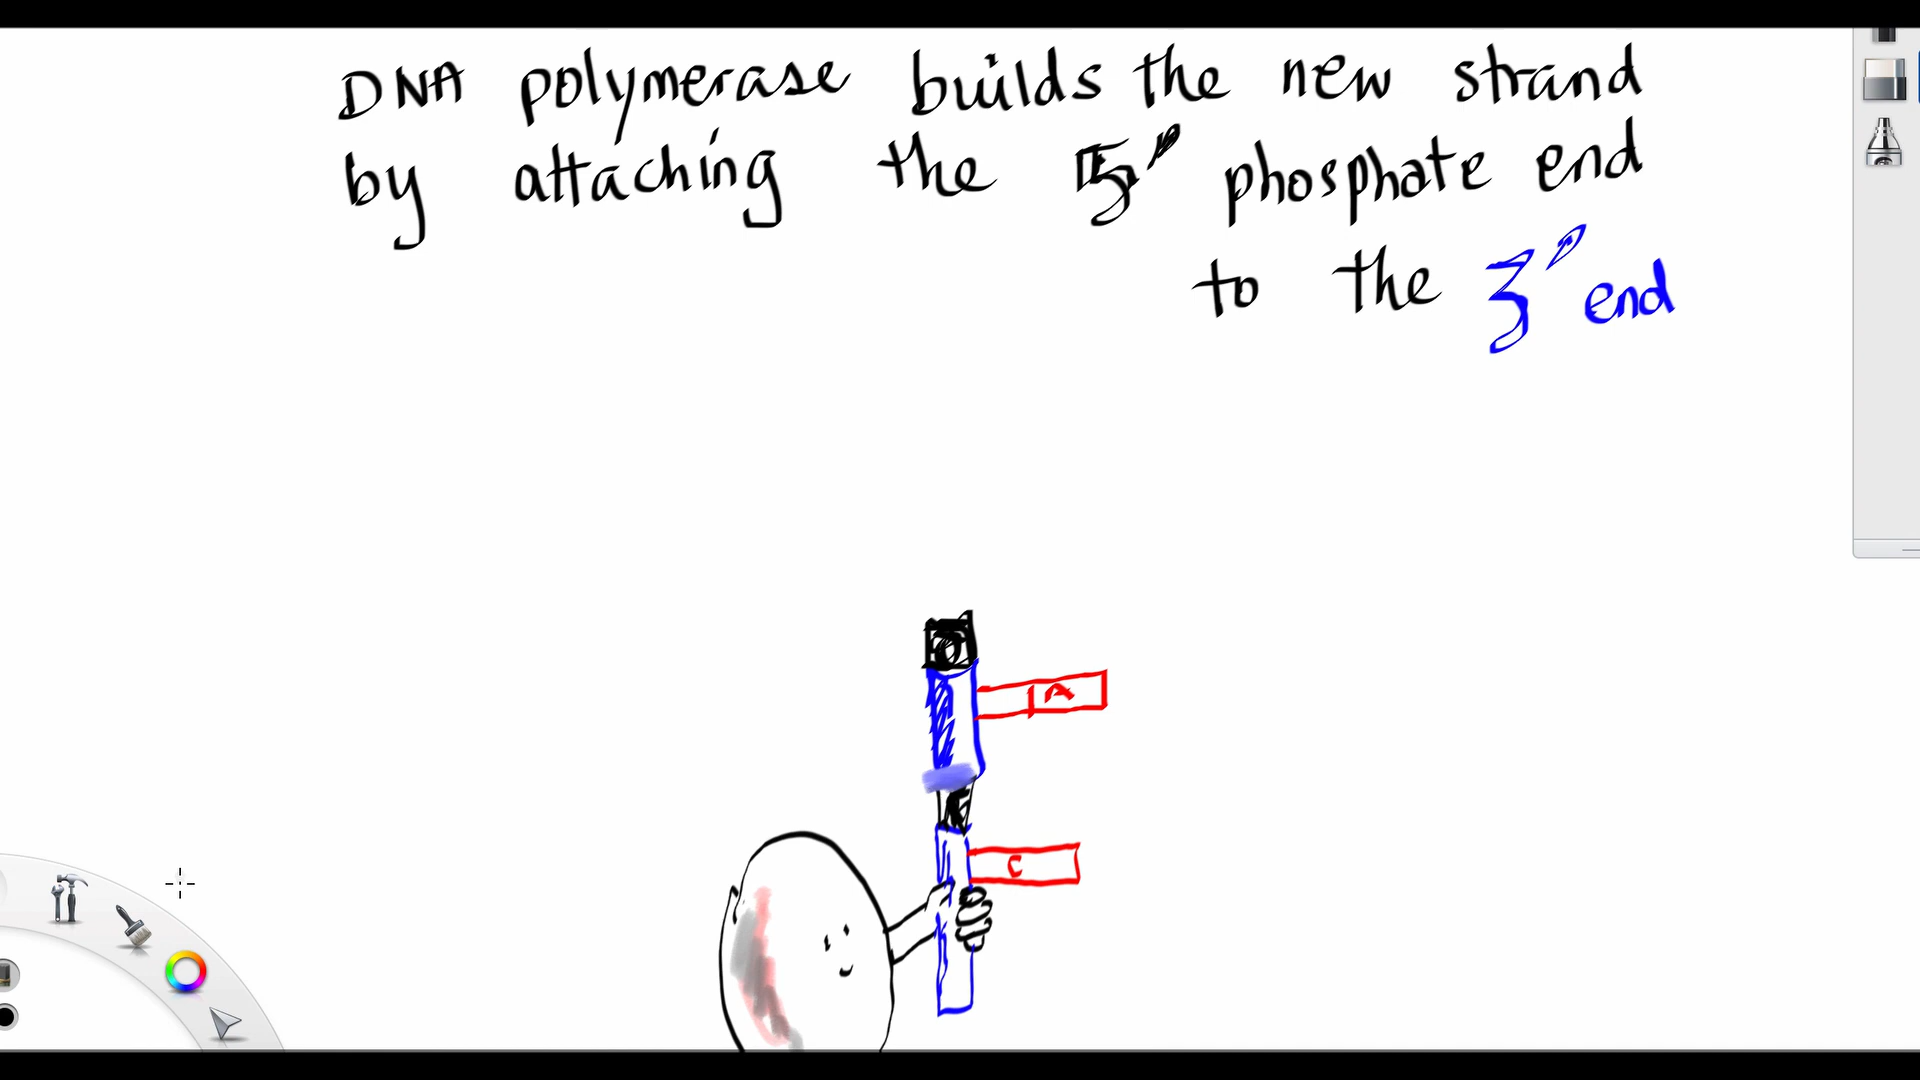 DNA polymerase builds the new strand
by attaching the 5' phosphate end
to the 3' end
A
C